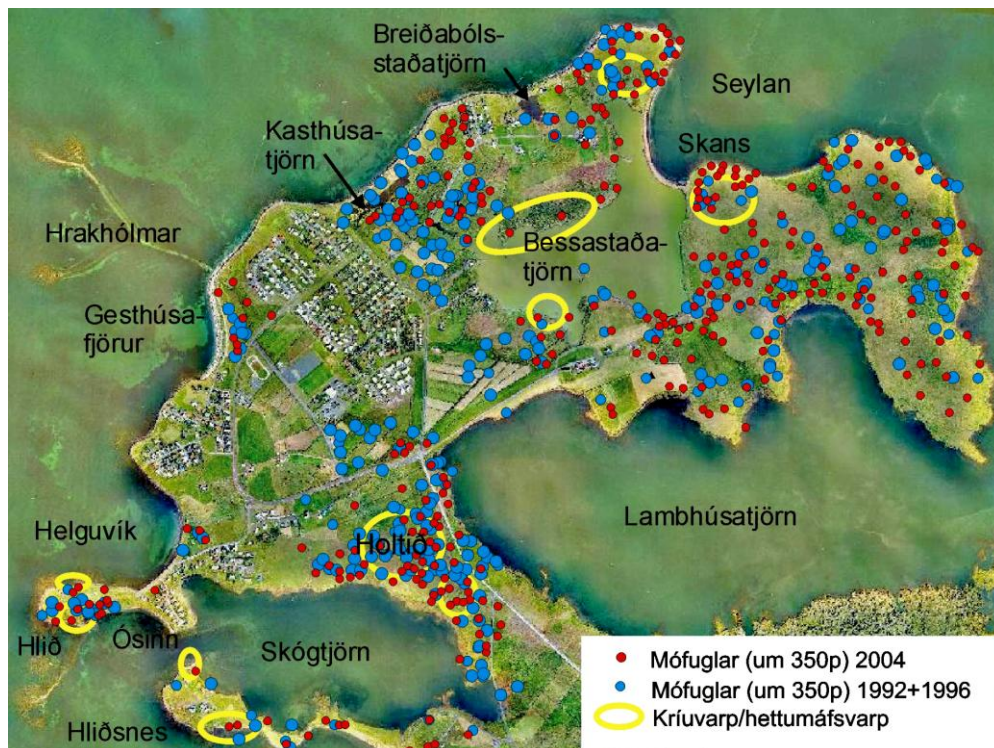 Breiðabóls-
staðatjörn
Seylan
Kasthúsa-
tjörn
Skans
Hrakhólmar
Bessastaða-
tjörn
Gesthúsa-
fjörur
Lambhúsatjörn
Helguvík
Holtið
Hlið
Ósinn
Skógtjörn
Hliðsnes
Mófuglar (um 350p) 2004
Mófuglar (um 350p) 1992+1996
Kríuvarp/hettumáfsvarp